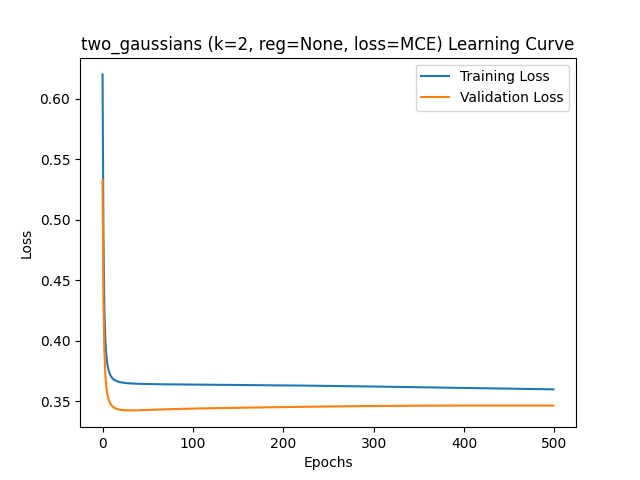 two_gaussians (k=2, reg=None, loss=MCE) Learning Curve
Training Loss
Validation Loss
Loss
0.60
0.55
0.50
0.45
0.40
0.35
0 100 200 300 400 500
Epochs